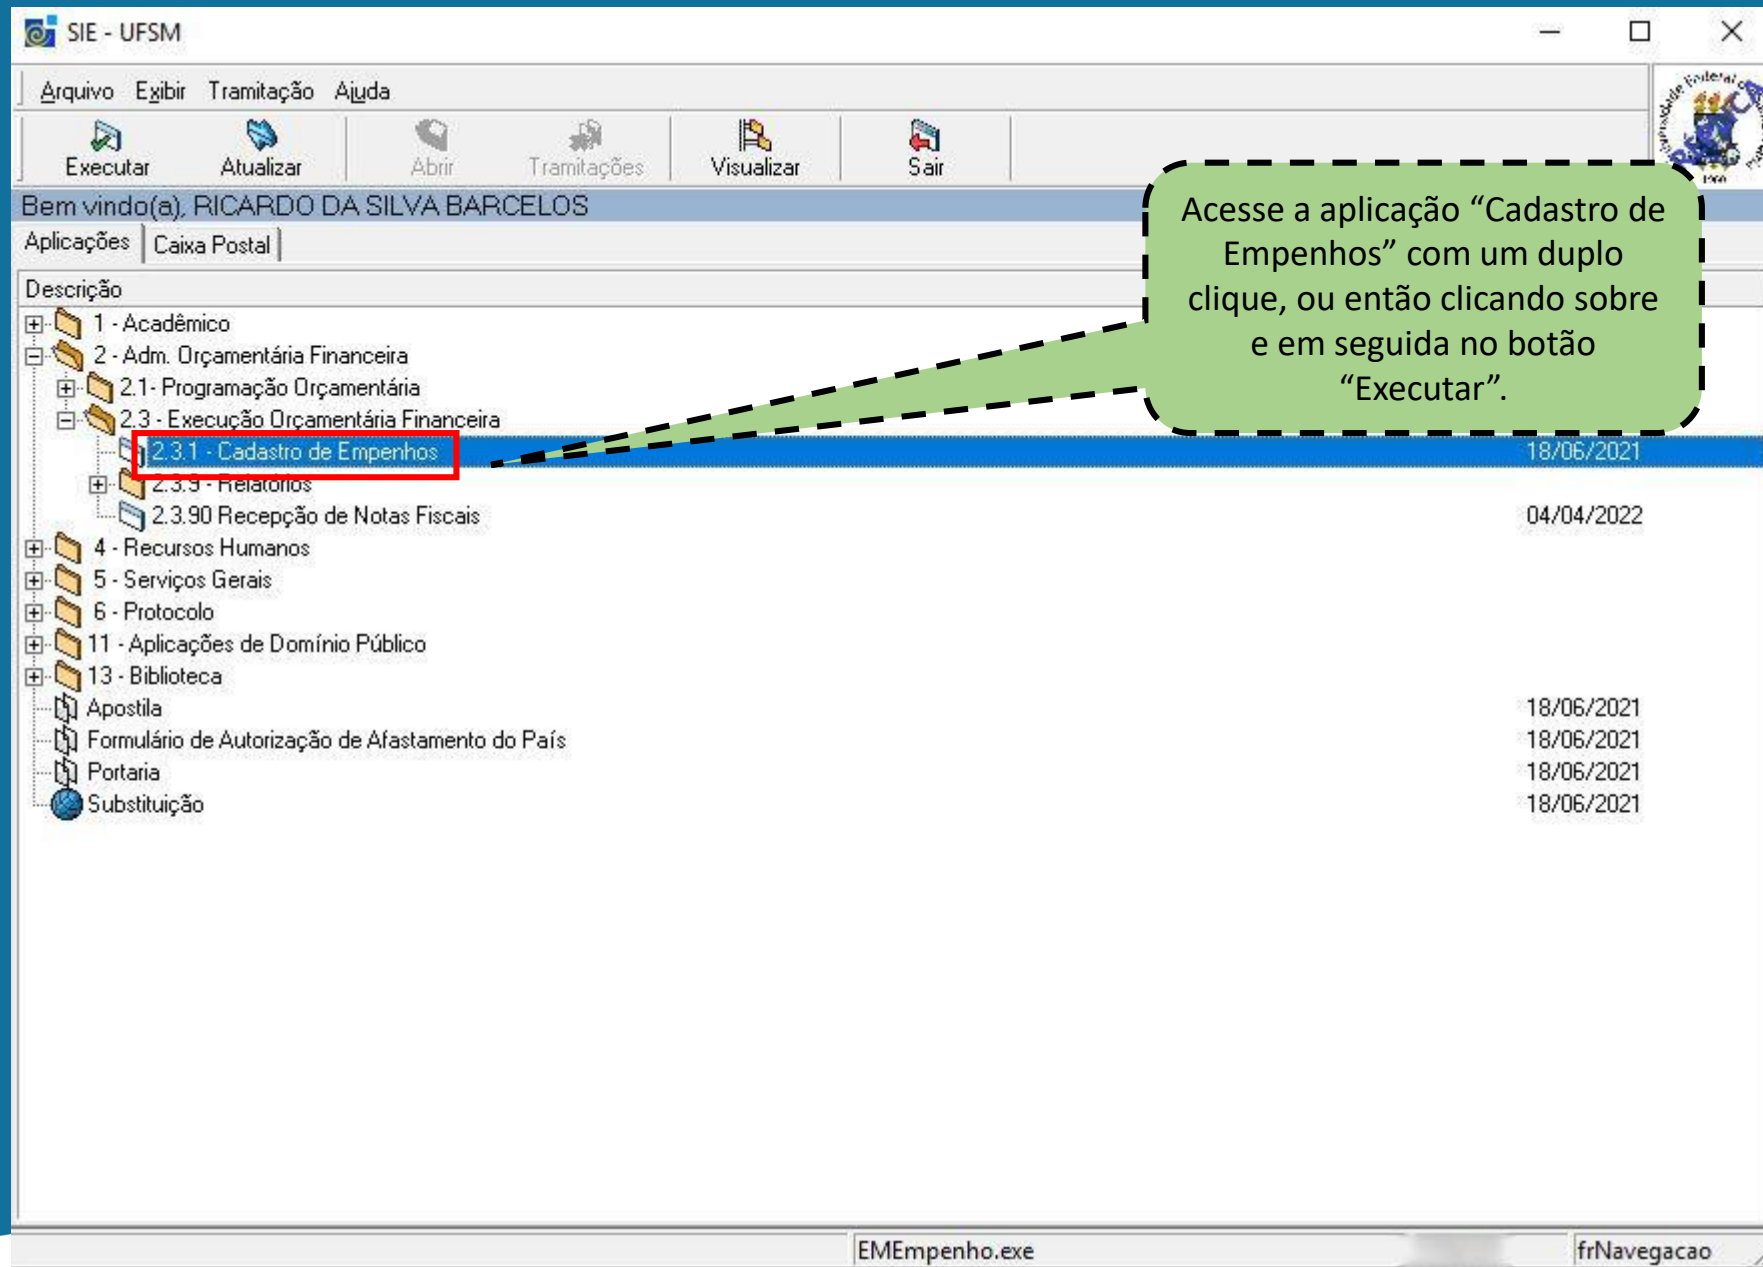 SIE - UFSM
Arquivo Exibir Tramitação Ajuda
Executar Atualizar Abrir Tramitações Visualizar Sair
1960
Bem vindo(a), RICARDO DA SILVA BARCELOS
Aplicações Caixa Postal
Acesse a aplicação “Cadastro de
Empenhos” com um duplo
clique, ou então clicando sobre
e em seguida no botão
“Executar”.
Descrição
1 - Acadêmico
2 - Adm. Orçamentária Financeira
2.1- Programação Orçamentária
2.3 - Execução Orçamentária Financeira
2.3.1 - Cadastro de Empenhos 18/06/2021
2.3.9 - Relatórios
2.3.90 Recepção de Notas Fiscais 04/04/2022
4 - Recursos Humanos
5 - Serviços Gerais
6 - Protocolo
11 - Aplicações de Domínio Público
13 - Biblioteca
Apostila 18/06/2021
Formulário de Autorização de Afastamento do País 18/06/2021
Portaria 18/06/2021
Substituição 18/06/2021
EMEmpenho.exe frNavegacao